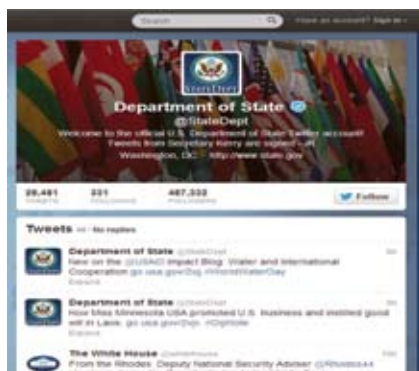 Search
Have an account? Sign in
Department of State
@StateDept
Welcome to the official U.S. Department of State Twitter account!
Tweets from Secretary Kerry are signed -JK
Washington, DC · http://www.state.gov
TWEETS
FOLLOWING
FOLLOWERS
Follow
Tweets All · No replies
Department of State @StateDept
New on the @USAID Impact Blog: Water and International
Cooperation #WorldWaterDay
Expand
Department of State @StateDept
How Miss Minnesota USA promoted U.S. business and instilled good
will in Laos. #DipNote
Expand
The White House @whitehouse
From the Rhodes: Deputy National Security Adviser @Rhodes44